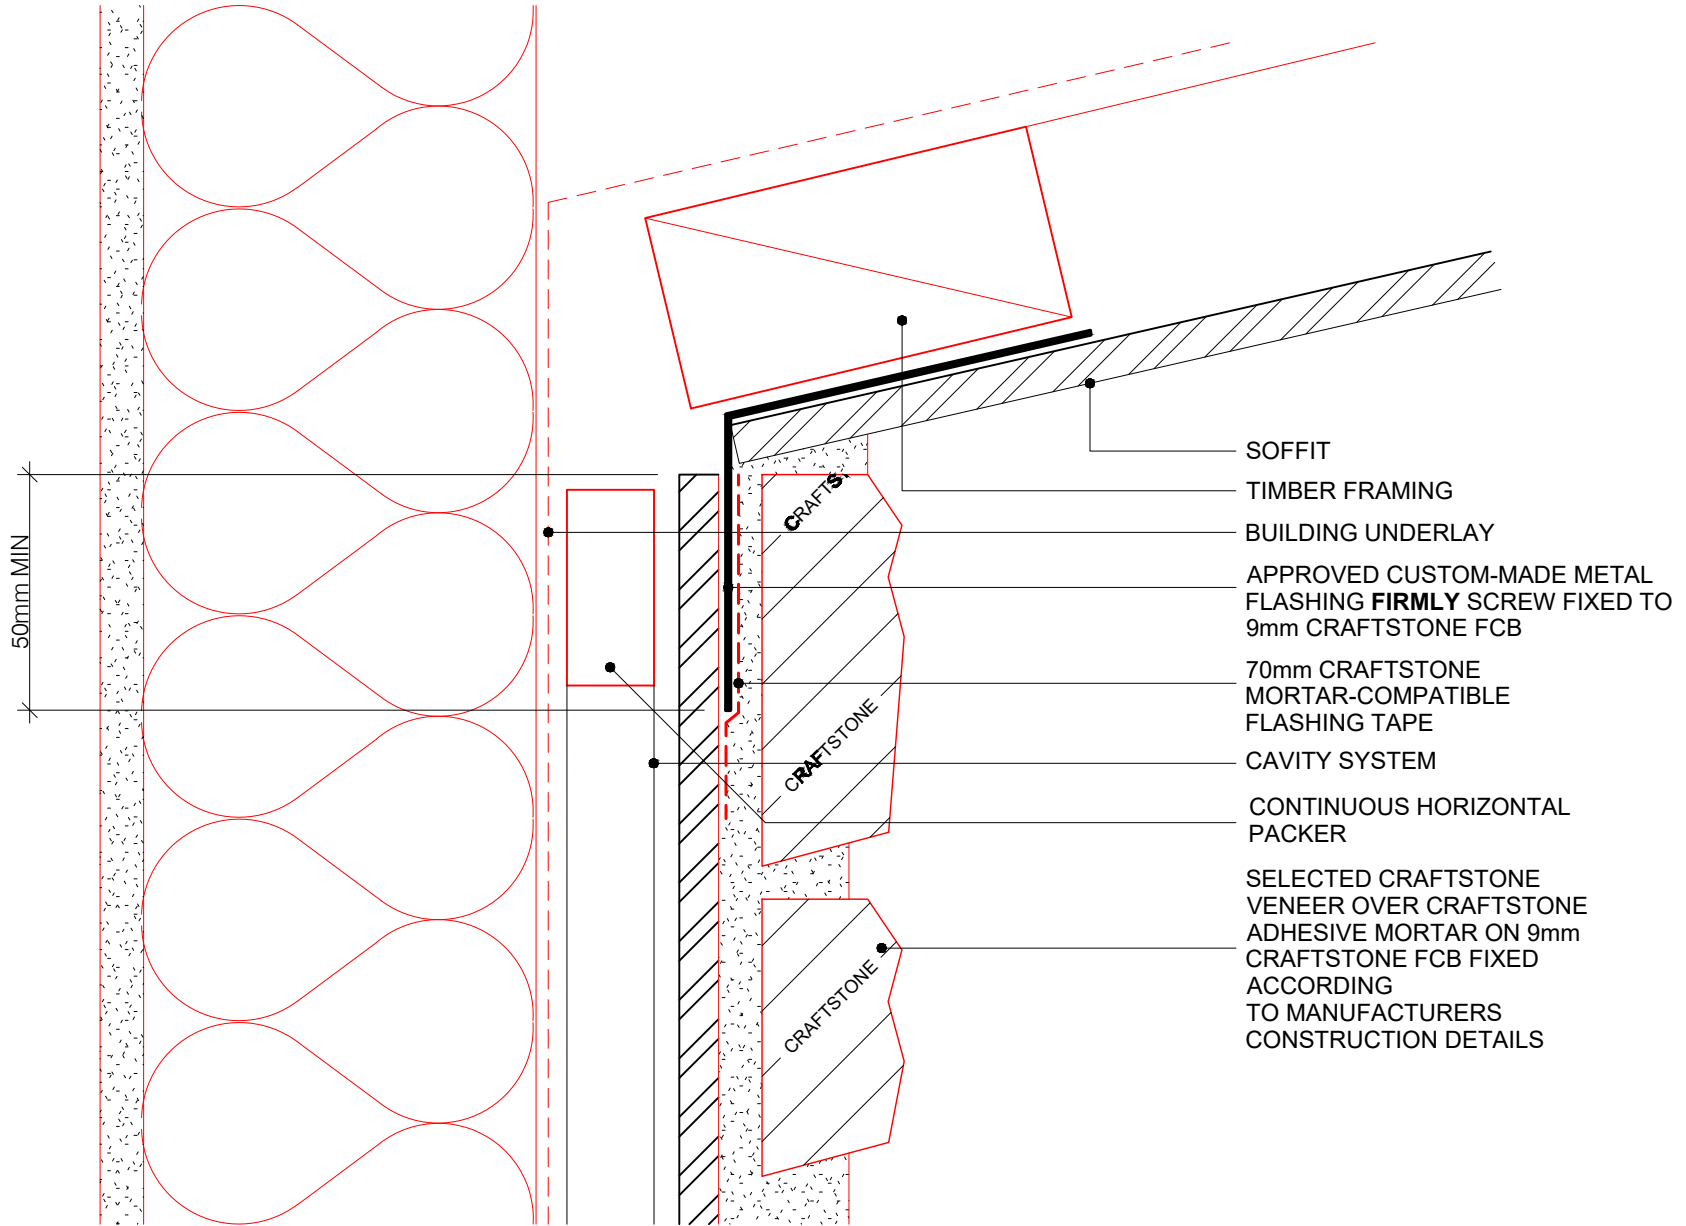 SOFFIT
TIMBER FRAMING
BUILDING UNDERLAY
APPROVED CUSTOM-MADE METAL
FLASHING FIRMLY SCREW FIXED TO
9mm CRAFTSTONE FCB
70mm CRAFTSTONE
MORTAR-COMPATIBLE
FLASHING TAPE
CAVITY SYSTEM
CONTINUOUS HORIZONTAL
PACKER
SELECTED CRAFTSTONE
VENEER OVER CRAFTSTONE
ADHESIVE MORTAR ON 9mm
CRAFTSTONE FCB FIXED
ACCORDING
TO MANUFACTURERS
CONSTRUCTION DETAILS
50mm MIN
CRAFTS
CRAFTSTONE
CRAFTSTONE